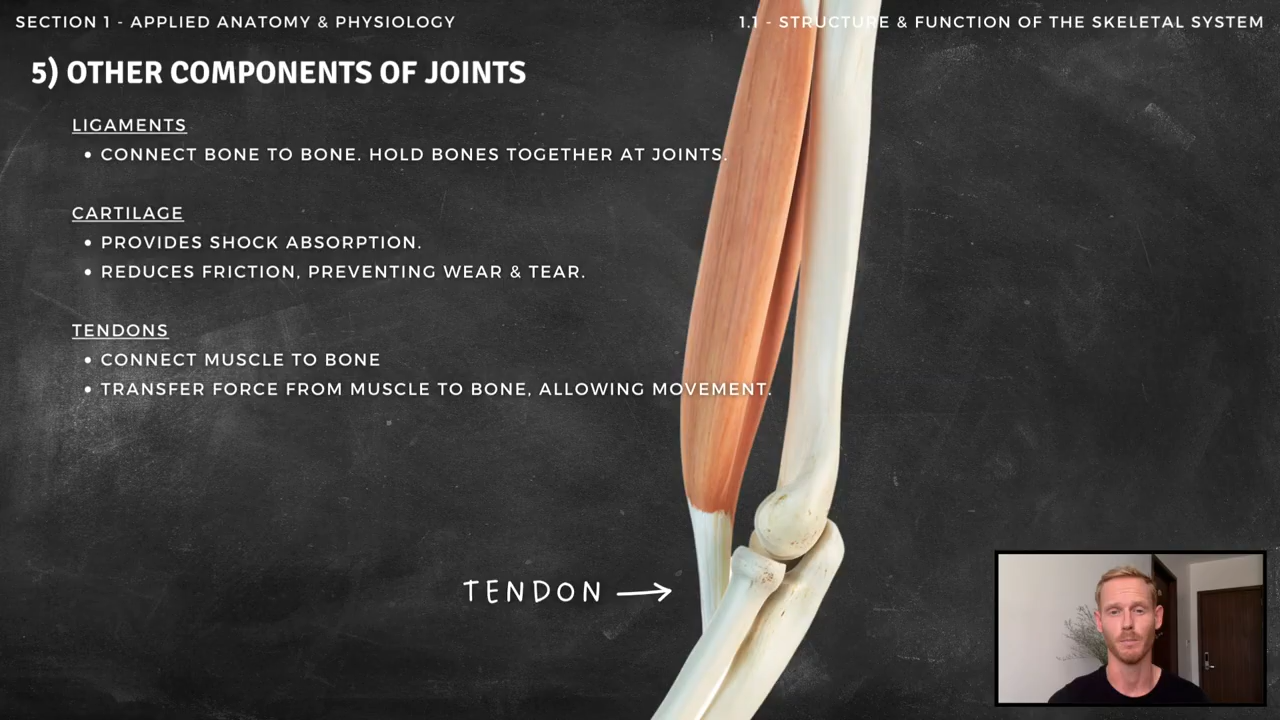 SECTION 1 - APPLIED ANATOMY & PHYSIOLOGY
1.1 - STRUCTURE & FUNCTION OF THE SKELETAL SYSTEM
5) OTHER COMPONENTS OF JOINTS
LIGAMENTS
• CONNECT BONE TO BONE. HOLD BONES TOGETHER AT JOINTS.
CARTILAGE
• PROVIDES SHOCK ABSORPTION.
• REDUCES FRICTION, PREVENTING WEAR & TEAR.
TENDONS
• CONNECT MUSCLE TO BONE
• TRANSFER FORCE FROM MUSCLE TO BONE, ALLOWING MOVEMENT.
TENDON